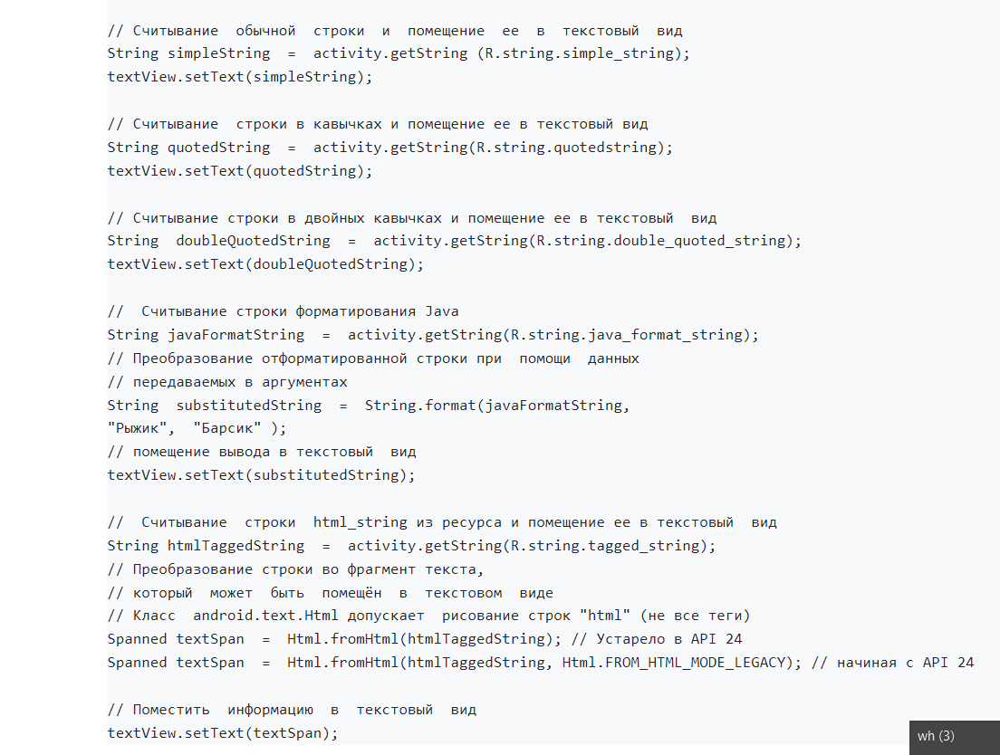 // Считывание обычной строки и помещение ее в текстовый вид
String simpleString = activity.getString (R.string.simple_string);
textView.setText(simpleString);
// Считывание строки в кавычках и помещение ее в текстовый вид
String quotedString = activity.getString(R.string.quotedstring);
textView.setText(quotedString);
// Считывание строки в двойных кавычках и помещение ее в текстовый вид
String doubleQuotedString = activity.getString(R.string.double_quoted_string);
textView.setText(doubleQuotedString);
// Считывание строки форматирования Java
String javaFormatString = activity.getString(R.string.java_format_string);
// Преобразование отформатированной строки при помощи данных
// передаваемых в аргументах
String substitutedString = String.format(javaFormatString,
"Рыжик", "Барсик" );
// помещение вывода в текстовый вид
textView.setText(substitutedString);
// Считывание строки html_string из ресурса и помещение ее в текстовый вид
String htmlTaggedString = activity.getString(R.string.tagged_string);
// Преобразование строки во фрагмент текста,
// который может быть помещён в текстовом виде
// Класс android.text.Html допускает рисование строк "html" (не все теги)
Spanned textSpan = Html.fromHtml(htmlTaggedString); // Устарело в API 24
Spanned textSpan = Html.fromHtml(htmlTaggedString, Html.FROM_HTML_MODE_LEGACY); // начиная с API 24
// Поместить информацию в текстовый вид
textView.setText(textSpan);
wh (3)